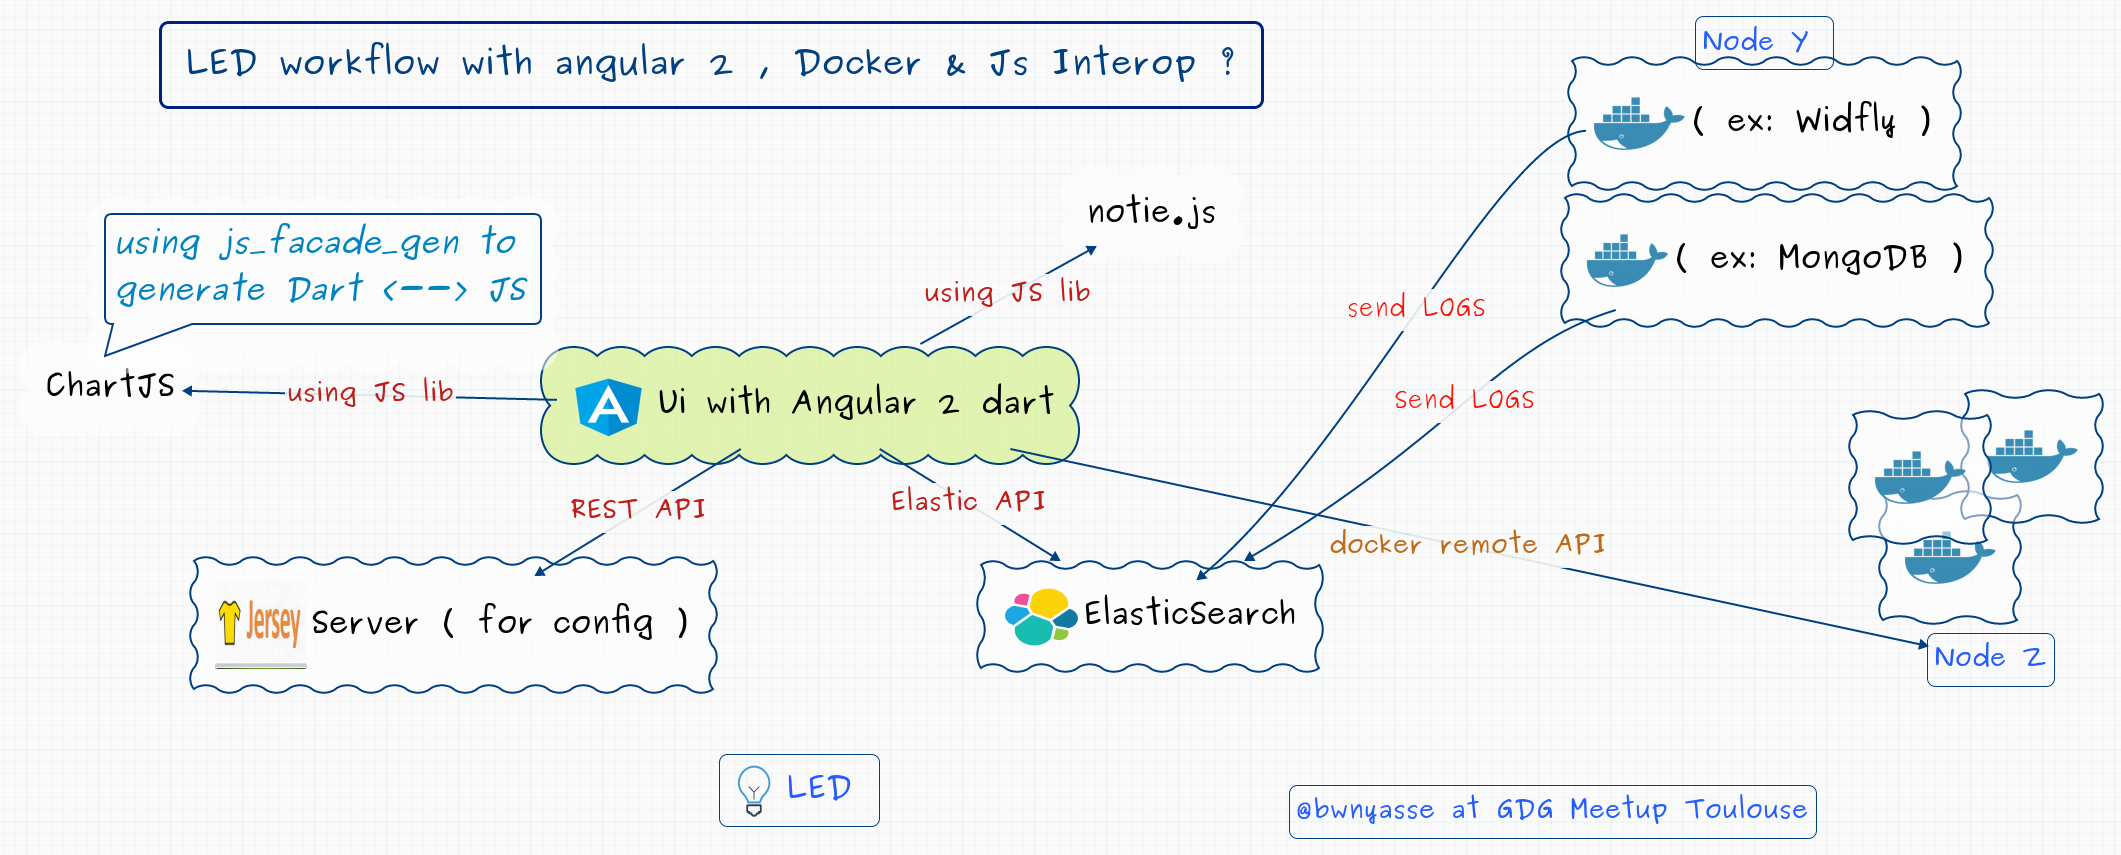 LED workflow with angular 2 , Docker & Js Interop ?
Node Y
( ex: Widfly )
( ex: MongoDB )
notie.js
using js_facade_gen to
generate Dart <--> JS
using JS lib
send LOGS
ChartJS
using JS lib
Ui with Angular 2 dart
Send LOGS
REST API
Elastic API
docker remote API
Jersey Server ( for config )
ElasticSearch
Node Z
LED
@bwnyasse at GDG Meetup Toulouse